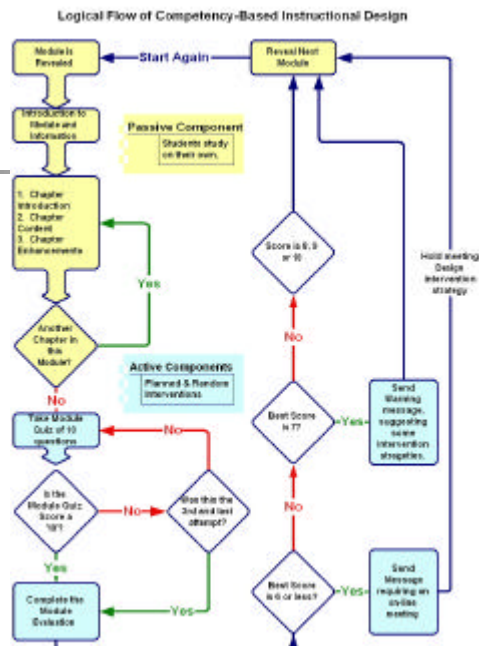 Logical Flow of Competency-Based Instructional Design
Module is
Revealed
Start Again
Reveal Next
Module
Introduction to
Module and
Information
Passive Component
Students study
on their own.
1. Chapter
Introduction
2. Chapter
Content
3. Chapter
Enhancements
Yes
Score is 8, 9
or 10
Hold meeting
Design
intervention
strategy
Another
Chapter in
this
Module?
No
No
Active Components
Planned & Random
Interventions
Take Module
Quiz of 10
questions
No
Best Score
is 7?
Yes
Send
Warning
message,
suggesting
some
intervention
strageties.
Is the
Module Quiz
Score a
'10'?
No
Was this the
3rd and last
attempt?
No
Yes
Yes
Complete the
Module
Evaluation
Best Score
is 6 or less?
Yes
Send
Message
requiring an
on-line
meeting